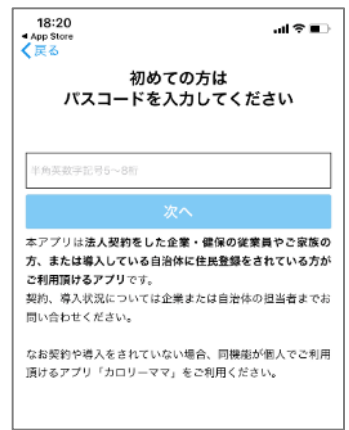 18:20
◀ App Store
戻る
初めての方は
パスコードを入力してください
半角英数字記号5～8桁
次へ
本アプリは法人契約をした企業・健保の従業員やご家族の
方、または導入している自治体に住民登録をされている方が
ご利用頂けるアプリです。
契約、導入状況については企業または自治体の担当者までお
問い合わせください。
なお契約や導入をされていない場合、同機能が個人でご利用
頂けるアプリ「カロリーママ」をご利用ください。